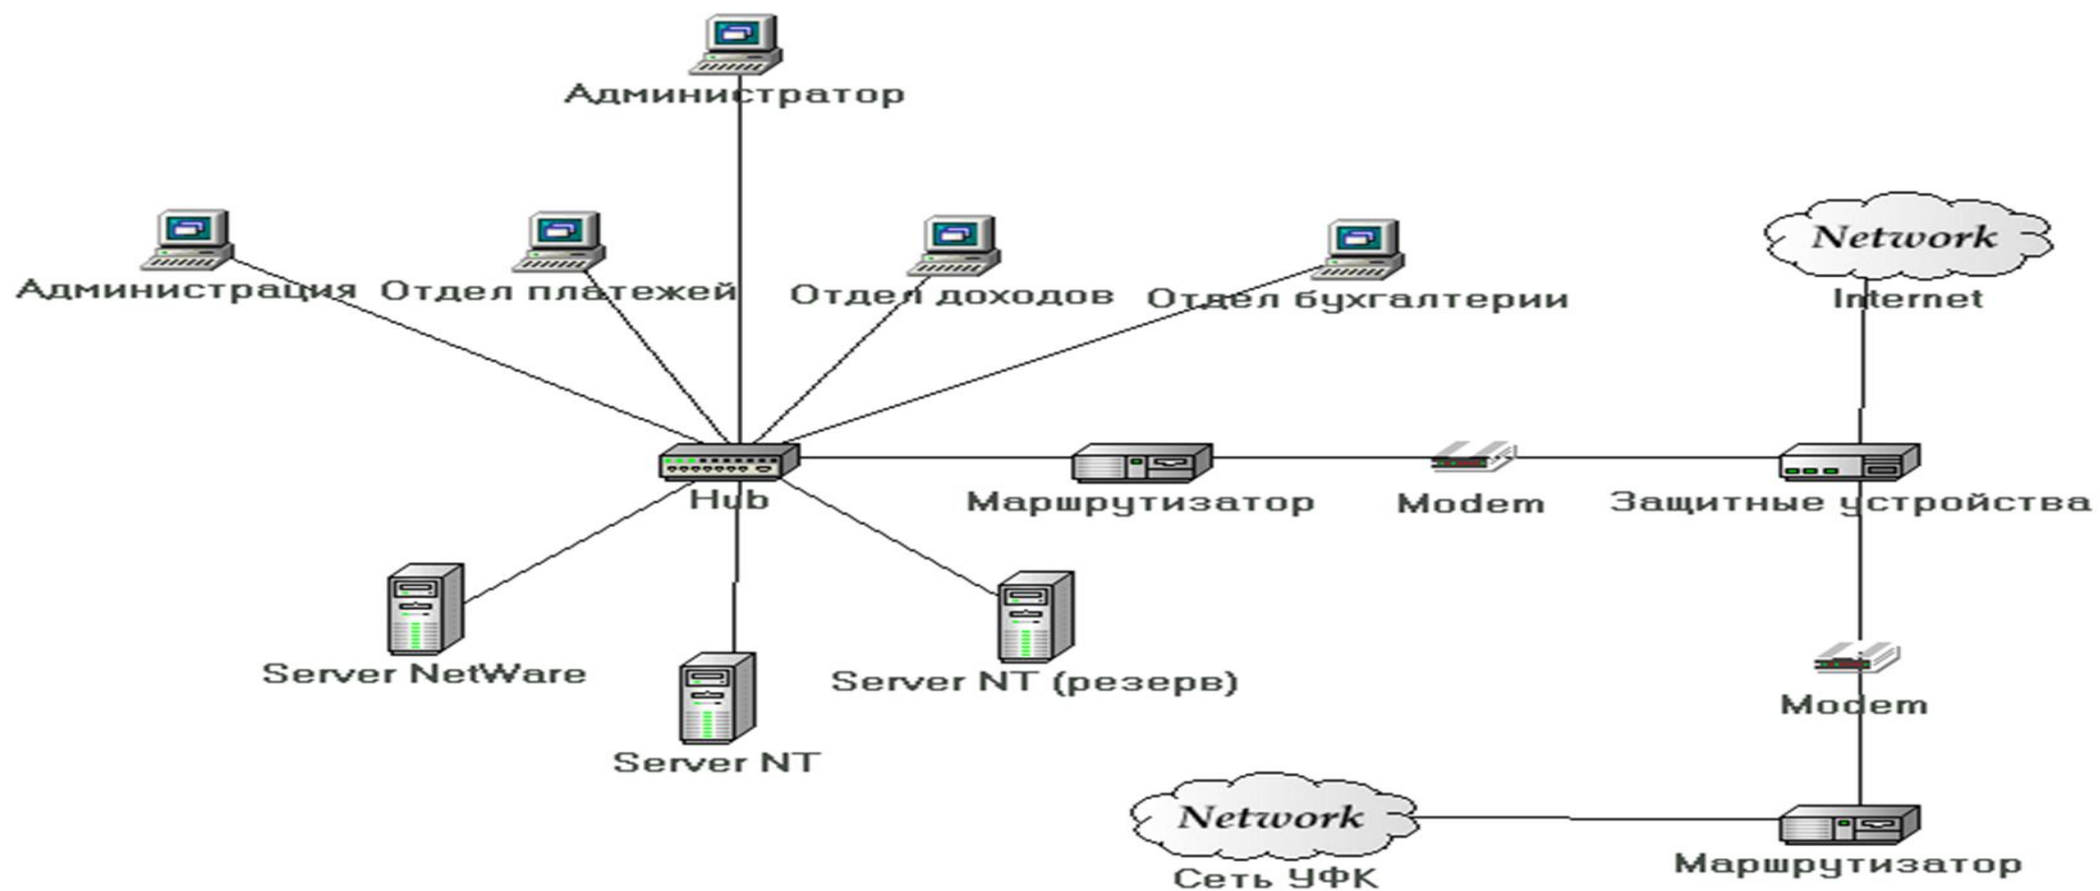 Администратор
Администрация
Отдел платежей
Отдел доходов
Отдел бухгалтерии
Network
Internet
Hub
Маршрутизатор
Modem
Защитные устройства
Server NetWare
Server NT
Server NT (резерв)
Modem
Network
Сеть УФК
Маршрутизатор